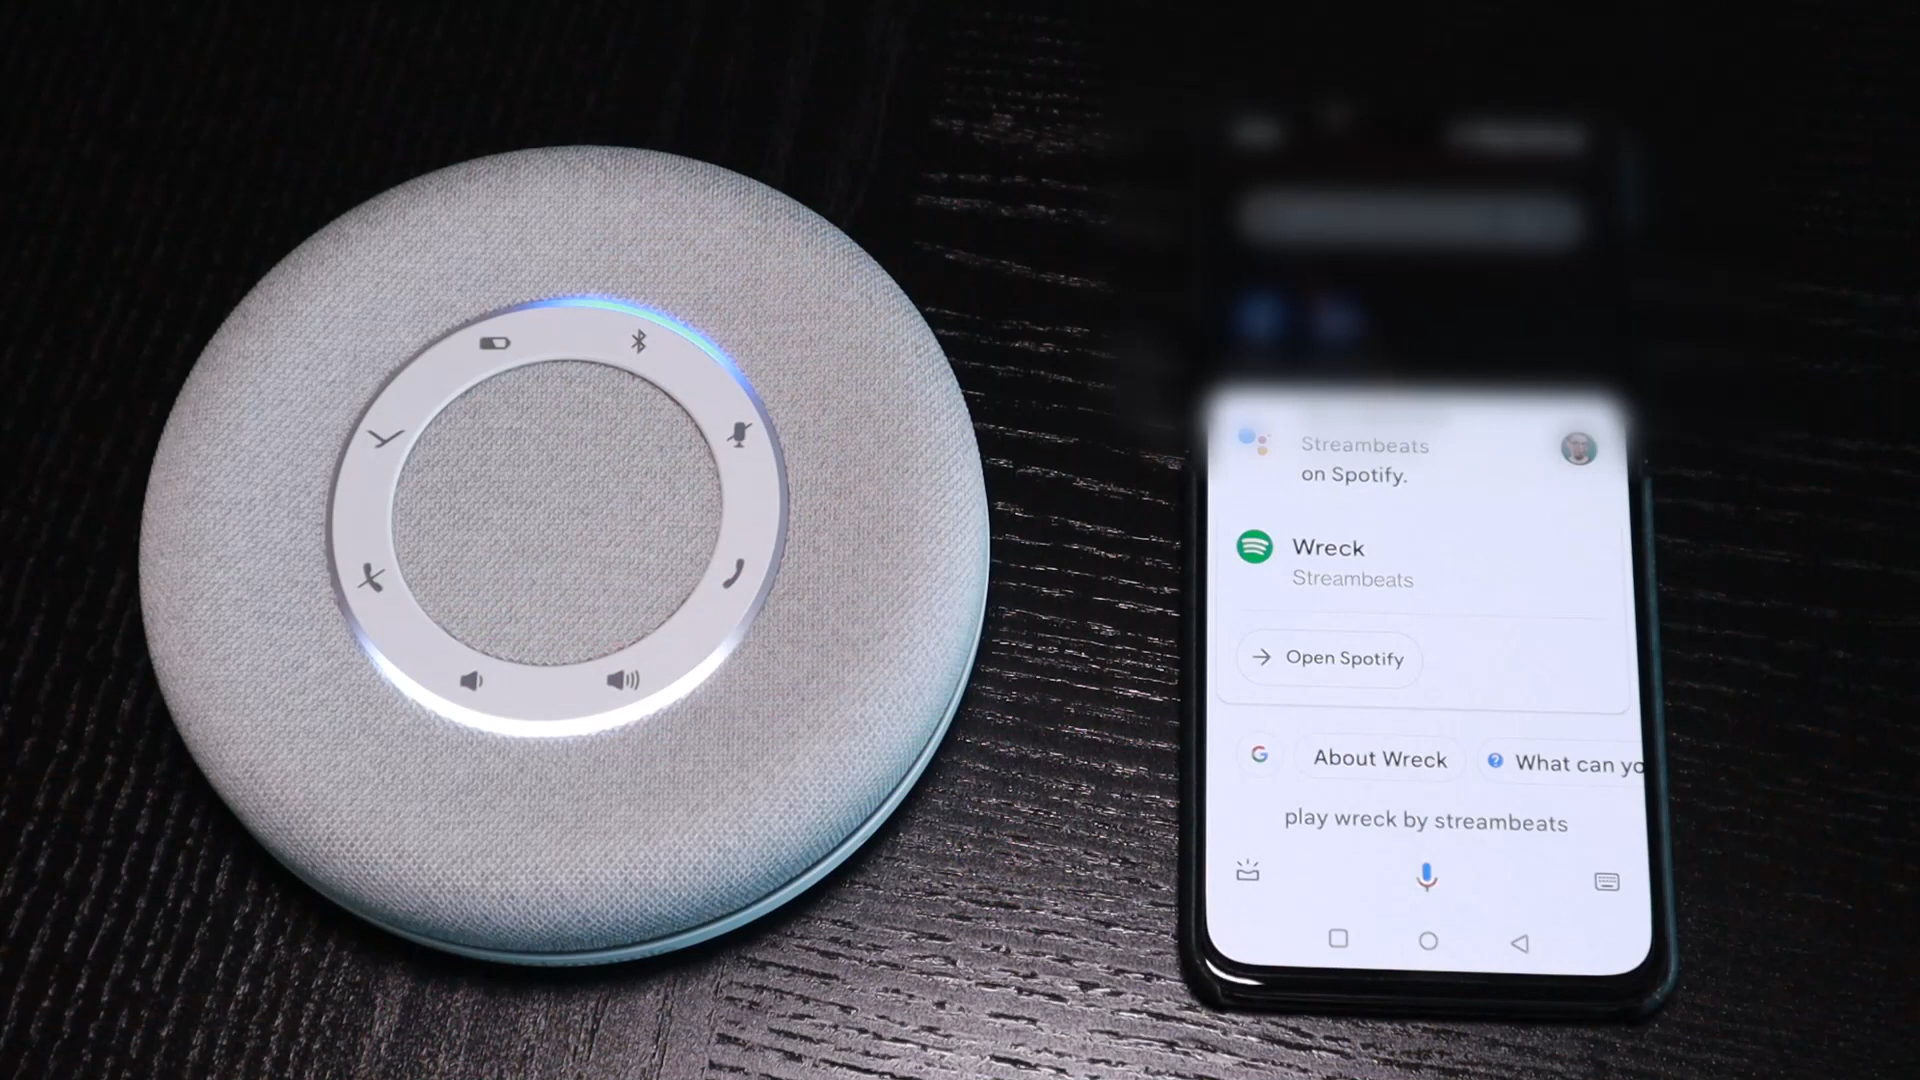 Streambeats
on Spotify.
Wreck
Streambeats
Open Spotify
G
About Wreck
? What can yo
play wreck by streambeats